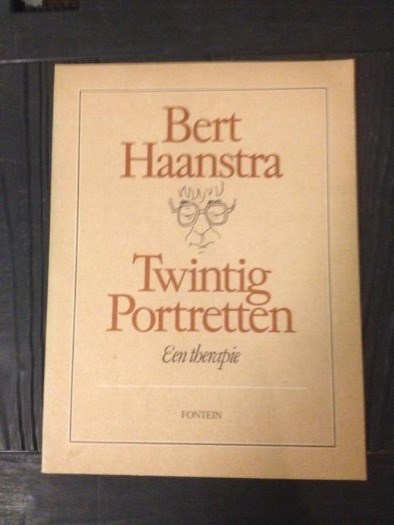 Bert
Haanstra
Twintig
Portretten
Een therapie
FONTEIN